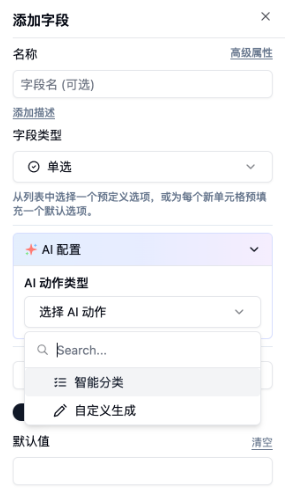 添加字段
名称 高级属性
字段名 (可选)
添加描述
字段类型
单选
从列表中选择一个预定义选项，或为每个新单元格预填
充一个默认选项。
AI 配置
AI 动作类型
选择 AI 动作
Search...
智能分类
自定义生成
默认值 清空